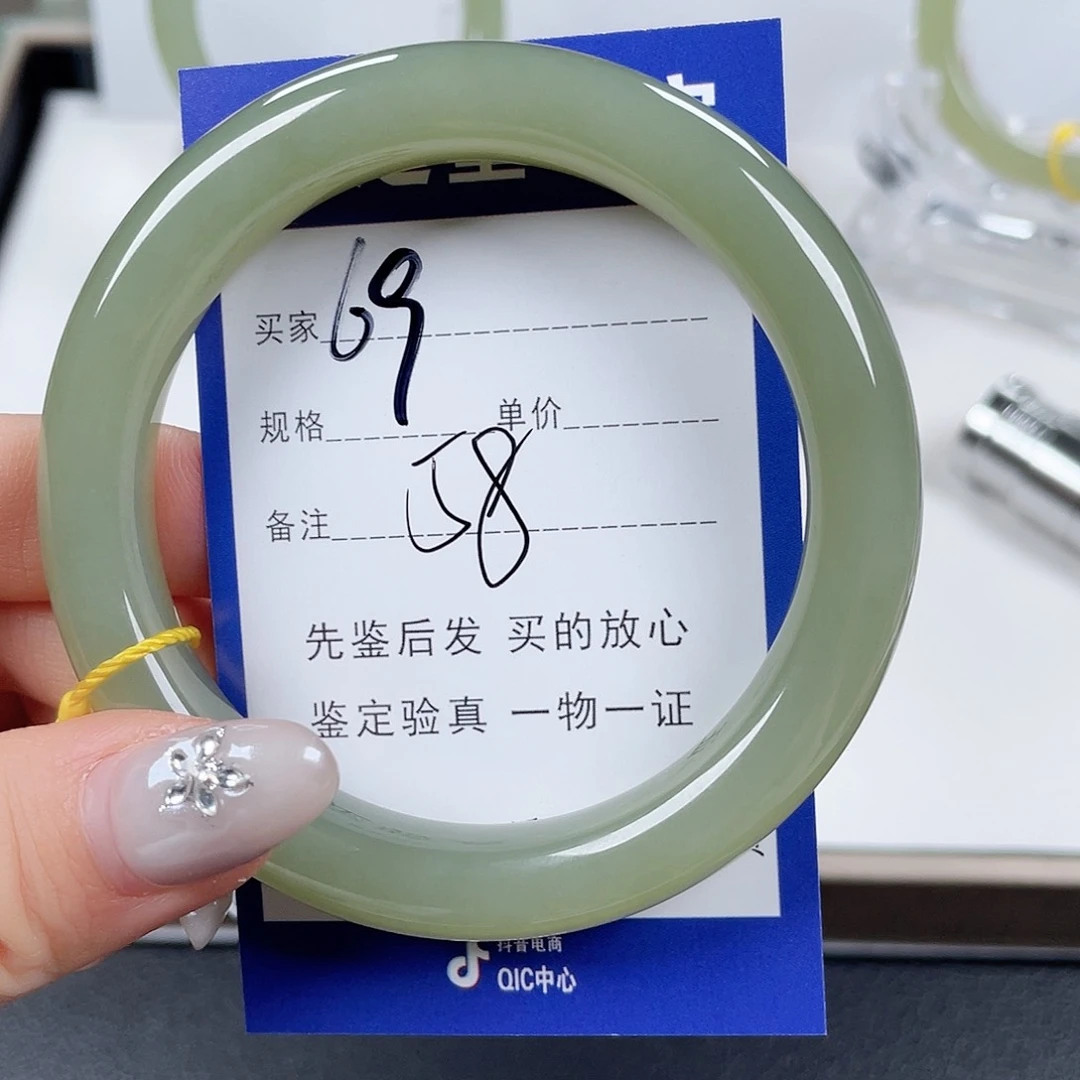 买家 69
规格 单价
58
备注
先鉴后发 买的放心
鉴定验真 一物一证
抖音电商
QIC中心